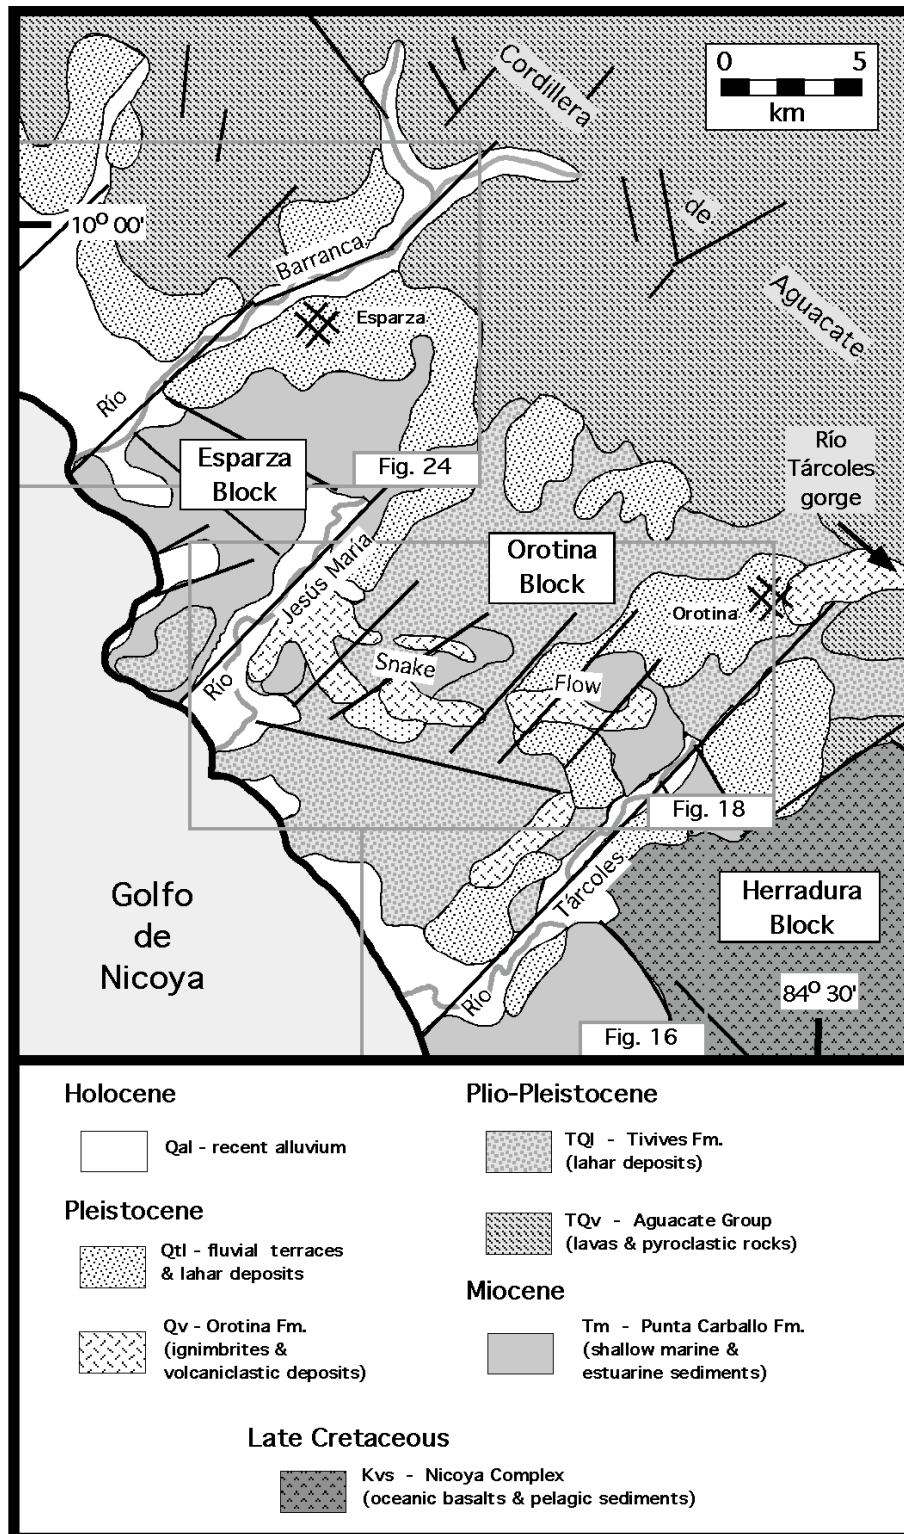 Cordillera
0 5
km
de
10° 00'
Barranca
Aguacate
Esparza
Río
Río
Tárcoles
gorge
Esparza
Block
Fig. 24
Orotina
Block
Jesús María
Orotina
Snake
Flow
Río
Fig. 18
Tárcoles
Herradura
Block
Golfo
de
Nicoya
84° 30'
Río
Fig. 16
Holocene
Qal - recent alluvium
Pleistocene
Qtl - fluvial terraces
& lahar deposits
Qv - Orotina Fm.
(ignimbrites &
volcaniclastic deposits)
Plio-Pleistocene
TQl - Tivives Fm.
(lahar deposits)
TQv - Aguacate Group
(lavas & pyroclastic rocks)
Miocene
Tm - Punta Carballo Fm.
(shallow marine &
estuarine sediments)
Late Cretaceous
Kvs - Nicoya Complex
(oceanic basalts & pelagic sediments)